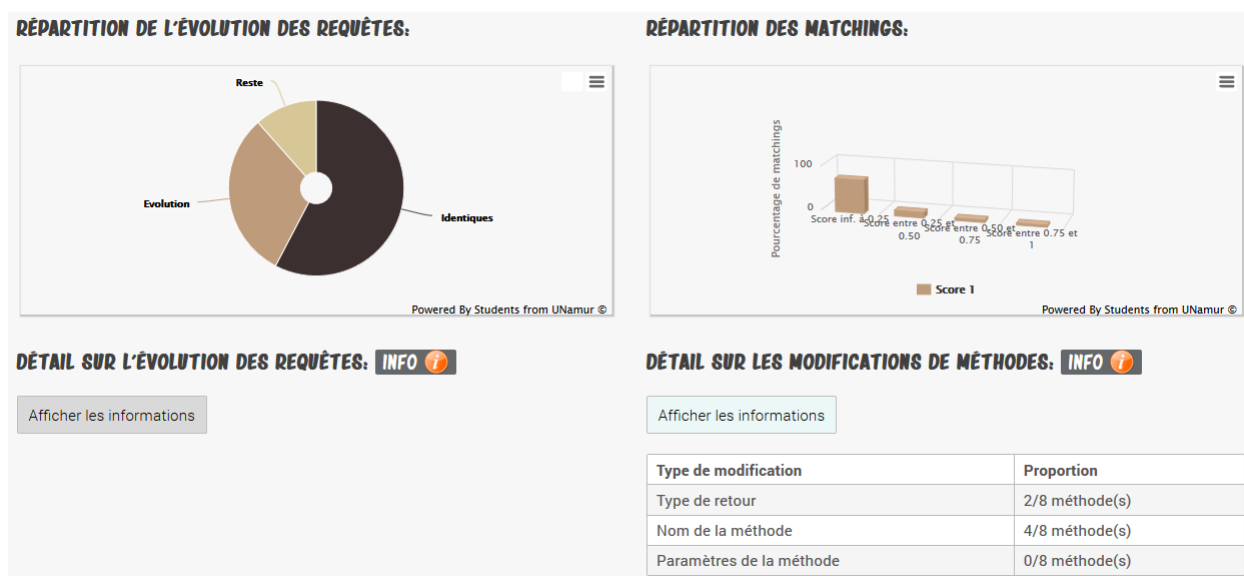 RÉPARTITION DE L'ÉVOLUTION DES REQUÊTES:
Reste
Evolution
Identiques
Powered By Students from UNamur ©
RÉPARTITION DES MATCHINGS:
Pourcentage de matchings
100
0
Score inf. à 0.25
Score entre 0.25 et
0.50
Score entre 0.50 et
0.75
Score entre 0.75 et
1
Score 1
Powered By Students from UNamur ©
DÉTAIL SUR L'ÉVOLUTION DES REQUÊTES: INFO i
Afficher les informations
DÉTAIL SUR LES MODIFICATIONS DE MÉTHODES: INFO i
Afficher les informations
Type de modification Proportion
Type de retour 2/8 méthode(s)
Nom de la méthode 4/8 méthode(s)
Paramètres de la méthode 0/8 méthode(s)